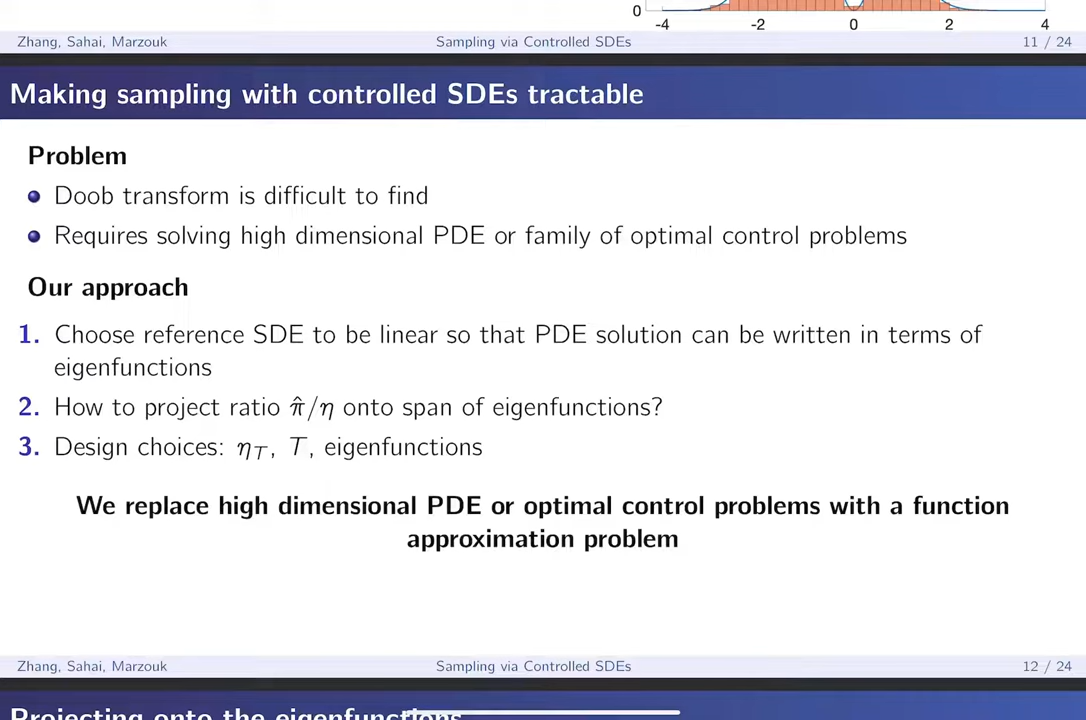 0
-4 -2 0 2 4
Zhang, Sahai, Marzouk Sampling via Controlled SDEs 11 / 24
Making sampling with controlled SDEs tractable
Problem
Doob transform is difficult to find
Requires solving high dimensional PDE or family of optimal control problems
Our approach
1. Choose reference SDE to be linear so that PDE solution can be written in terms of
eigenfunctions
2. How to project ratio π̂/η onto span of eigenfunctions?
3. Design choices: η_T, T, eigenfunctions
We replace high dimensional PDE or optimal control problems with a function
approximation problem
Zhang, Sahai, Marzouk Sampling via Controlled SDEs 12 / 24
Projecting onto the eigenfunctions